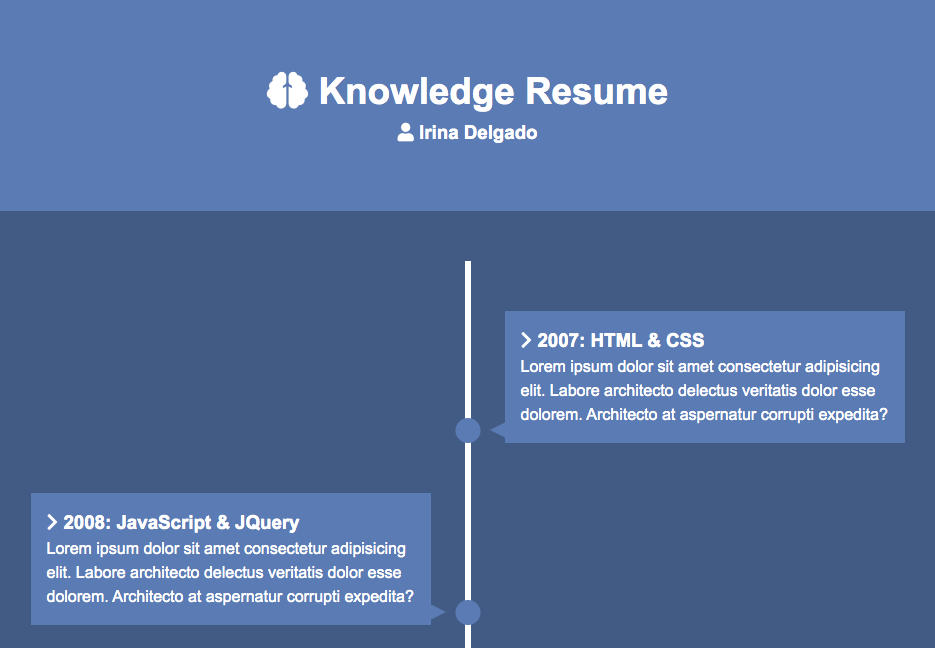 Knowledge Resume
Irina Delgado
2007: HTML & CSS
Lorem ipsum dolor sit amet consectetur adipisicing
elit. Labore architecto delectus veritatis dolor esse
dolorem. Architecto at aspernatur corrupti expedita?
2008: JavaScript & JQuery
Lorem ipsum dolor sit amet consectetur adipisicing
elit. Labore architecto delectus veritatis dolor esse
dolorem. Architecto at aspernatur corrupti expedita?